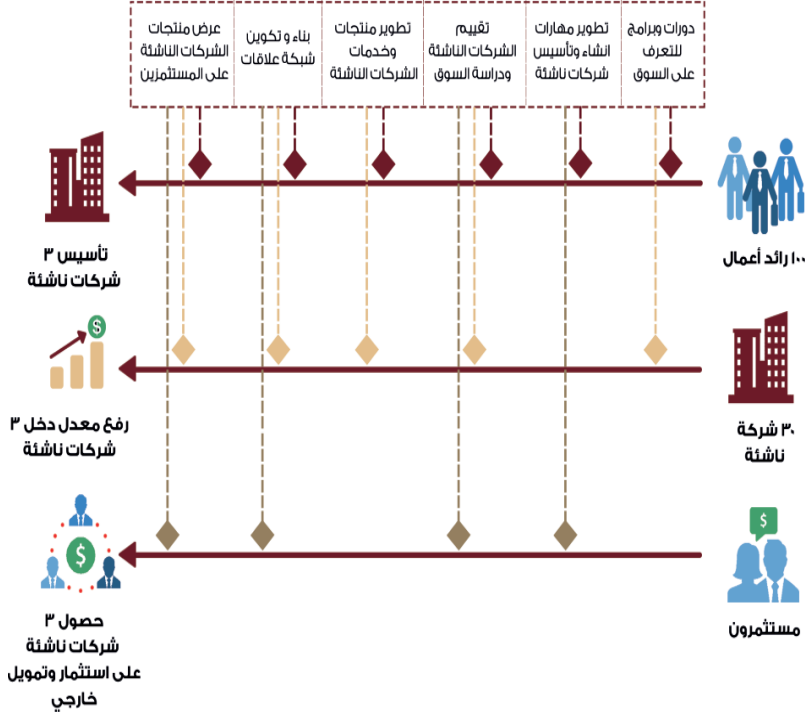 دورات وبرامج
للتعرف
على السوق
تطوير مهارات
انشاء وتأسيس
شركات ناشئة
تقييم
الشركات الناشئة
ودراسة السوق
تطوير منتجات
وخدمات
الشركات الناشئة
بناء و تكوين
شبكة علاقات
عرض منتجات
الشركات الناشئة
على المستثمزين
١٠٠ رائد أعمال
تأسيس ٣
شركات ناشئة
$
٣٠ شركة
ناشئة
رفع معدل دخل ٣
شركات ناشئة
$
$
مستثمرون
حصول ٣
شركات ناشئة
على استثمار وتمويل
خارجي